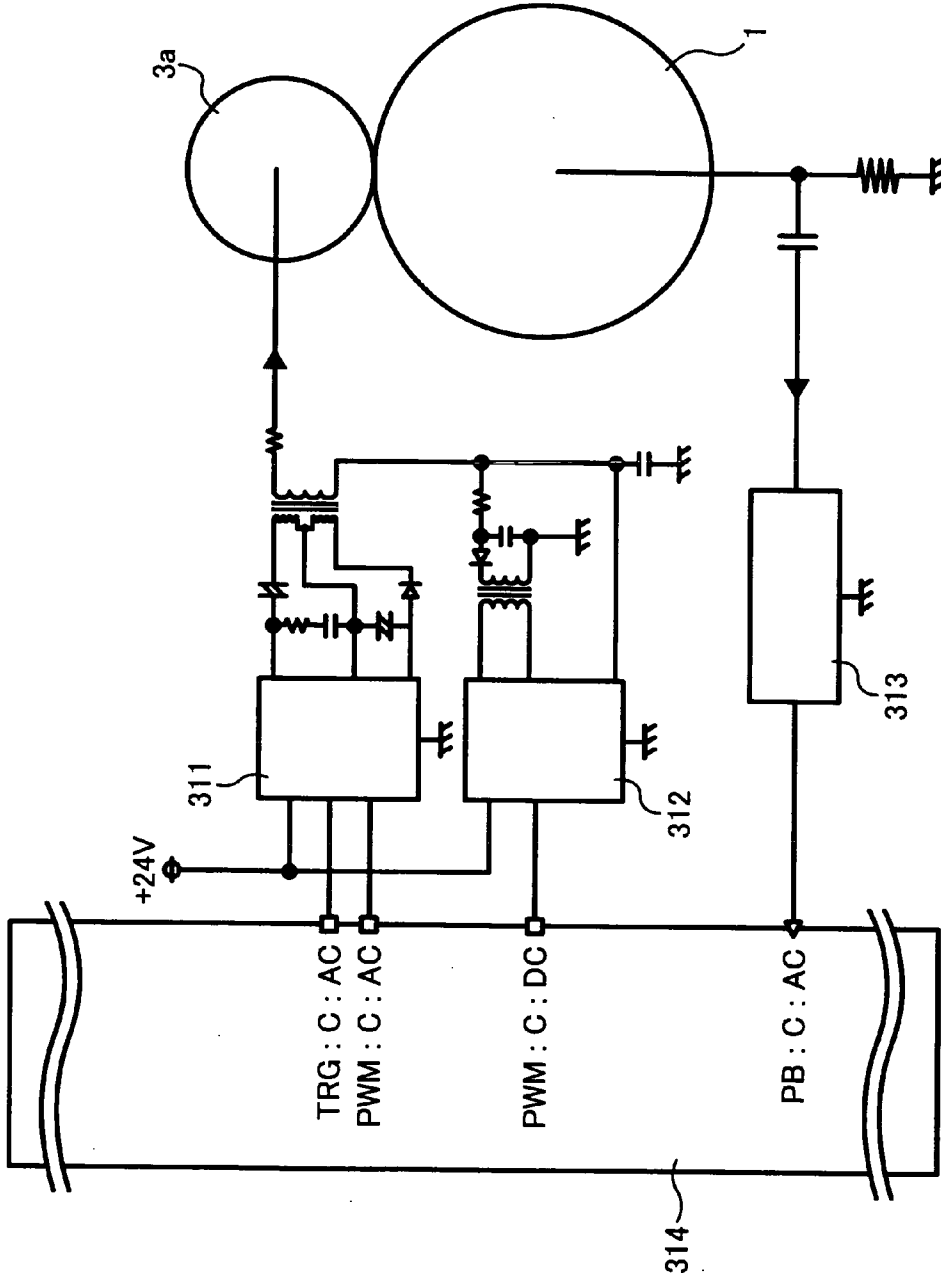 3a
1
311
+24V
312
313
TRG : C : AC
PWM : C : AC
PWM : C : DC
PB : C : AC
314